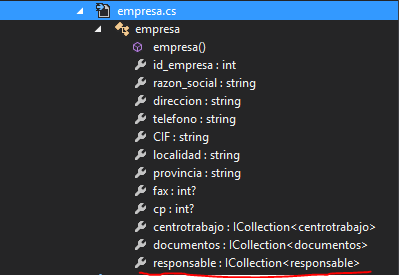 empresa.cs
empresa
empresa()
id_empresa : int
razon_social : string
direccion : string
telefono : string
CIF : string
localidad : string
provincia : string
fax : int?
cp : int?
centrotrabajo : ICollection<centrotrabajo>
documentos : ICollection<documentos>
responsable : ICollection<responsable>